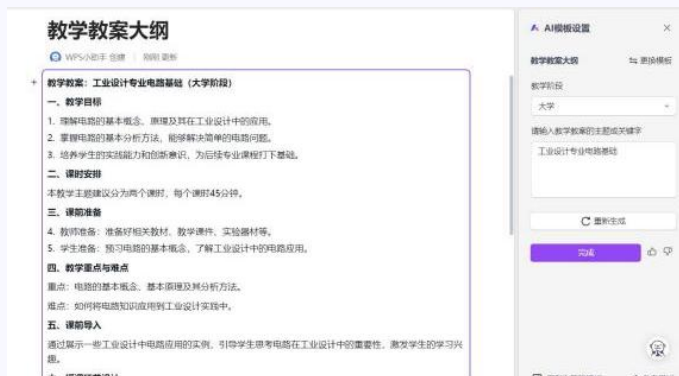 教学教案大纲
WPS小助手 创建 | 刚刚 更新
教学教案：工业设计专业电路基础（大学阶段）
一、教学目标
1. 理解电路的基本概念、原理及其在工业设计中的应用。
2. 掌握电路的基本分析方法，能够解决简单的电路问题。
3. 培养学生的实践能力和创新意识，为后续专业课程打下基础。
二、课时安排
本教学主题建议分为两个课时，每个课时45分钟。
三、课前准备
4. 教师准备：准备好相关教材、教学课件、实验器材等。
5. 学生准备：预习电路的基本概念，了解工业设计中的电路应用。
四、教学重点与难点
重点：电路的基本概念、基本原理及其分析方法。
难点：如何将电路知识应用到工业设计实践中。
五、课前导入
通过展示一些工业设计中电路应用的实例，引导学生思考电路在工业设计中的重要性，激发学生的学习兴
趣。
AI模板设置
教学教案大纲
更换模板
教学阶段
大学
请输入教学教案的主题或关键字
工业设计专业电路基础
重新生成
完成